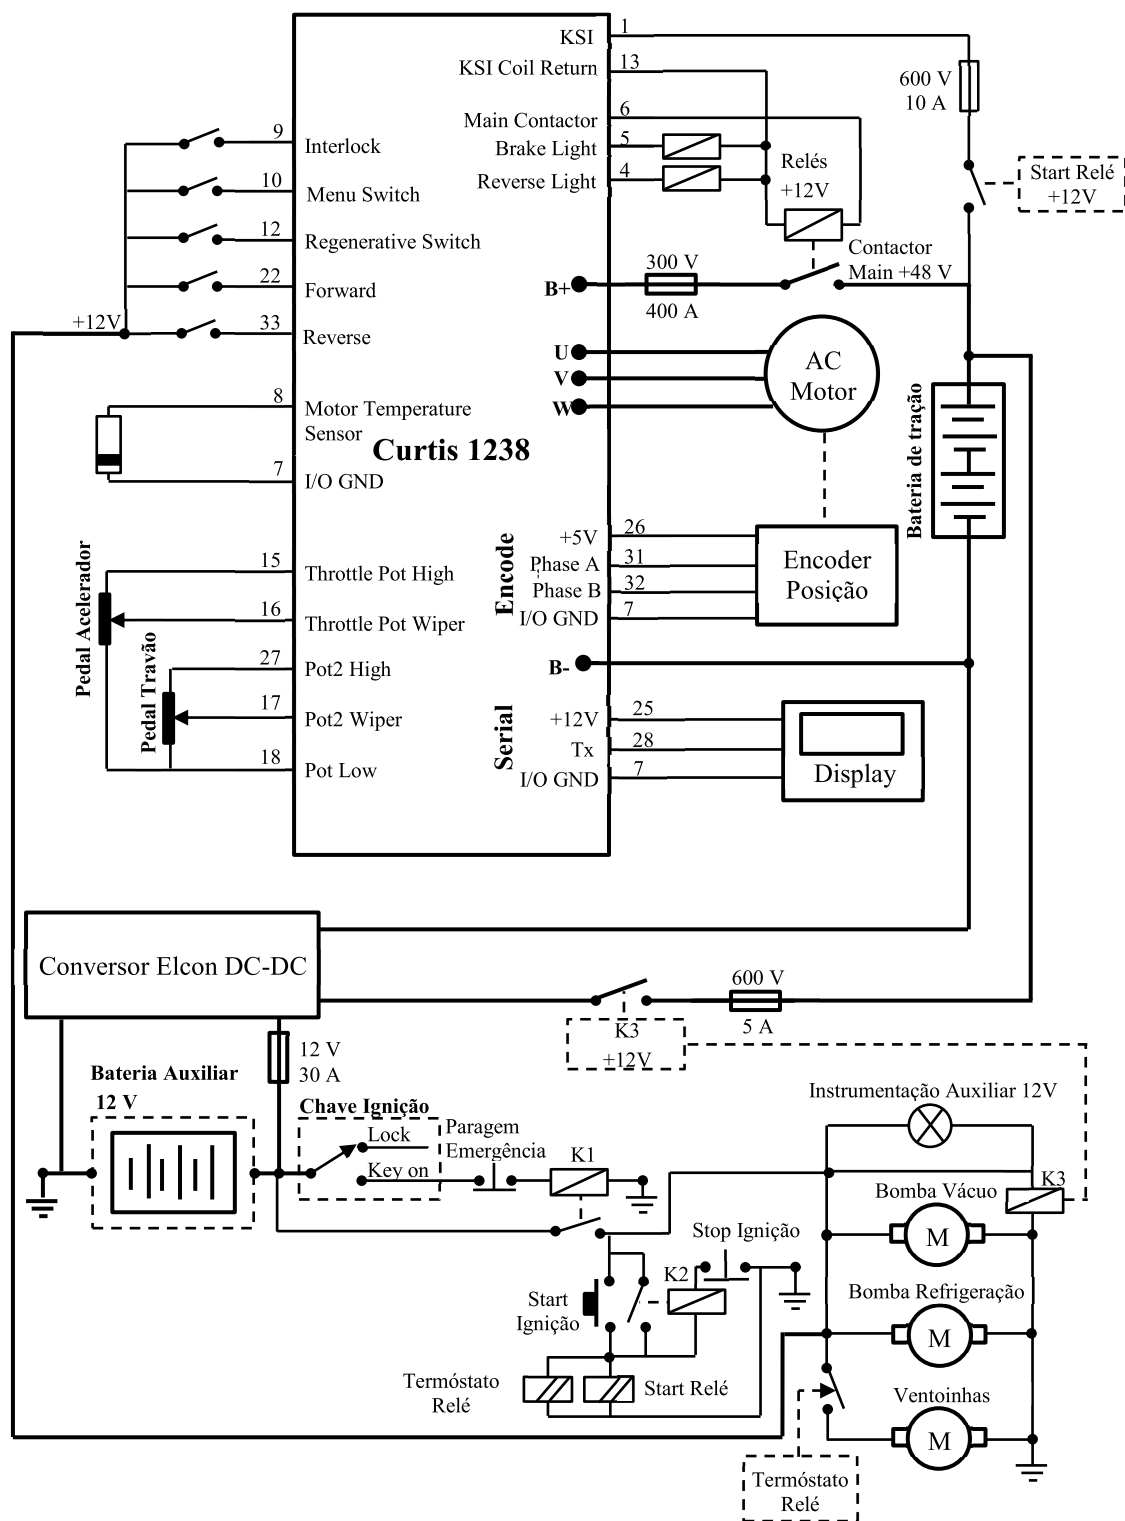 KSI
1
KSI Coil Return
13
Main Contactor
6
Brake Light
5
Reverse Light
4
600 V
10 A
Relés
+12V
Start Relé
+12V
9
Interlock
10
Menu Switch
12
Regenerative Switch
22
Forward
+12V
33
Reverse
Contactor
Main +48 V
B+
300 V
400 A
U
V
W
AC
Motor
8
Motor Temperature
Sensor
Curtis 1238
7
I/O GND
Bateria de tração
Encode
+5V
26
Phase A
31
Phase B
32
I/O GND
7
Encoder
Posição
Pedal Acelerador
15
Throttle Pot High
16
Throttle Pot Wiper
Pedal Travão
27
Pot2 High
17
Pot2 Wiper
18
Pot Low
B-
Serial
+12V
25
Tx
28
I/O GND
7
Display
Conversor Elcon DC-DC
600 V
5 A
K3
+12V
12 V
30 A
Bateria Auxiliar
12 V
Chave Ignição
Lock
Key on
Paragem
Emergência
K1
Instrumentação Auxiliar 12V
K3
Bomba Vácuo
M
Stop Ignição
K2
Start
Ignição
Bomba Refrigeração
M
Termóstato
Relé
Start Relé
Ventoinhas
M
Termóstato
Relé